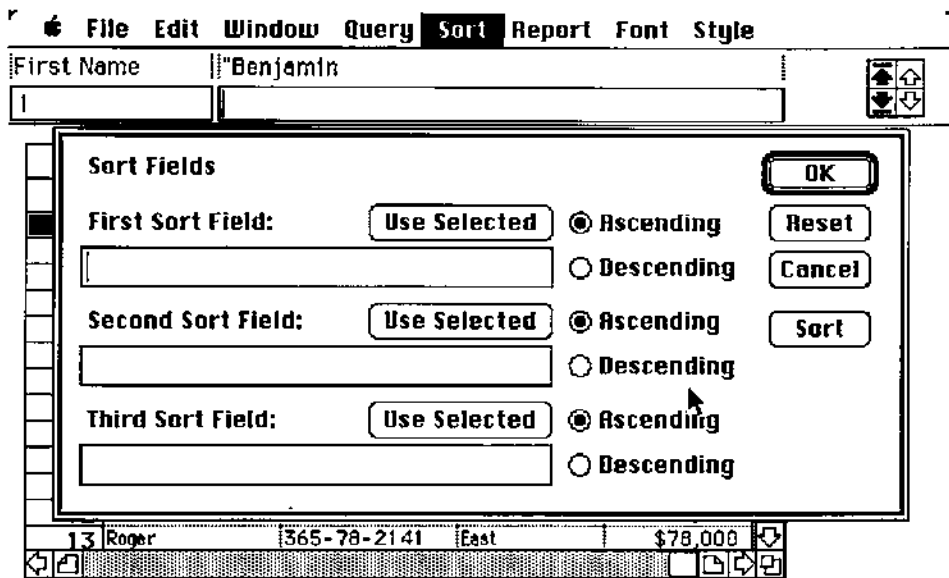 File Edit Window Query Sort Report Font Style
First Name "Benjamin
1
Sort Fields
OK
First Sort Field: Use Selected Ascending Reset
Descending Cancel
Second Sort Field: Use Selected Ascending Sort
Descending
Third Sort Field: Use Selected Ascending
Descending
13 Roger 365-78-2141 East $78,000